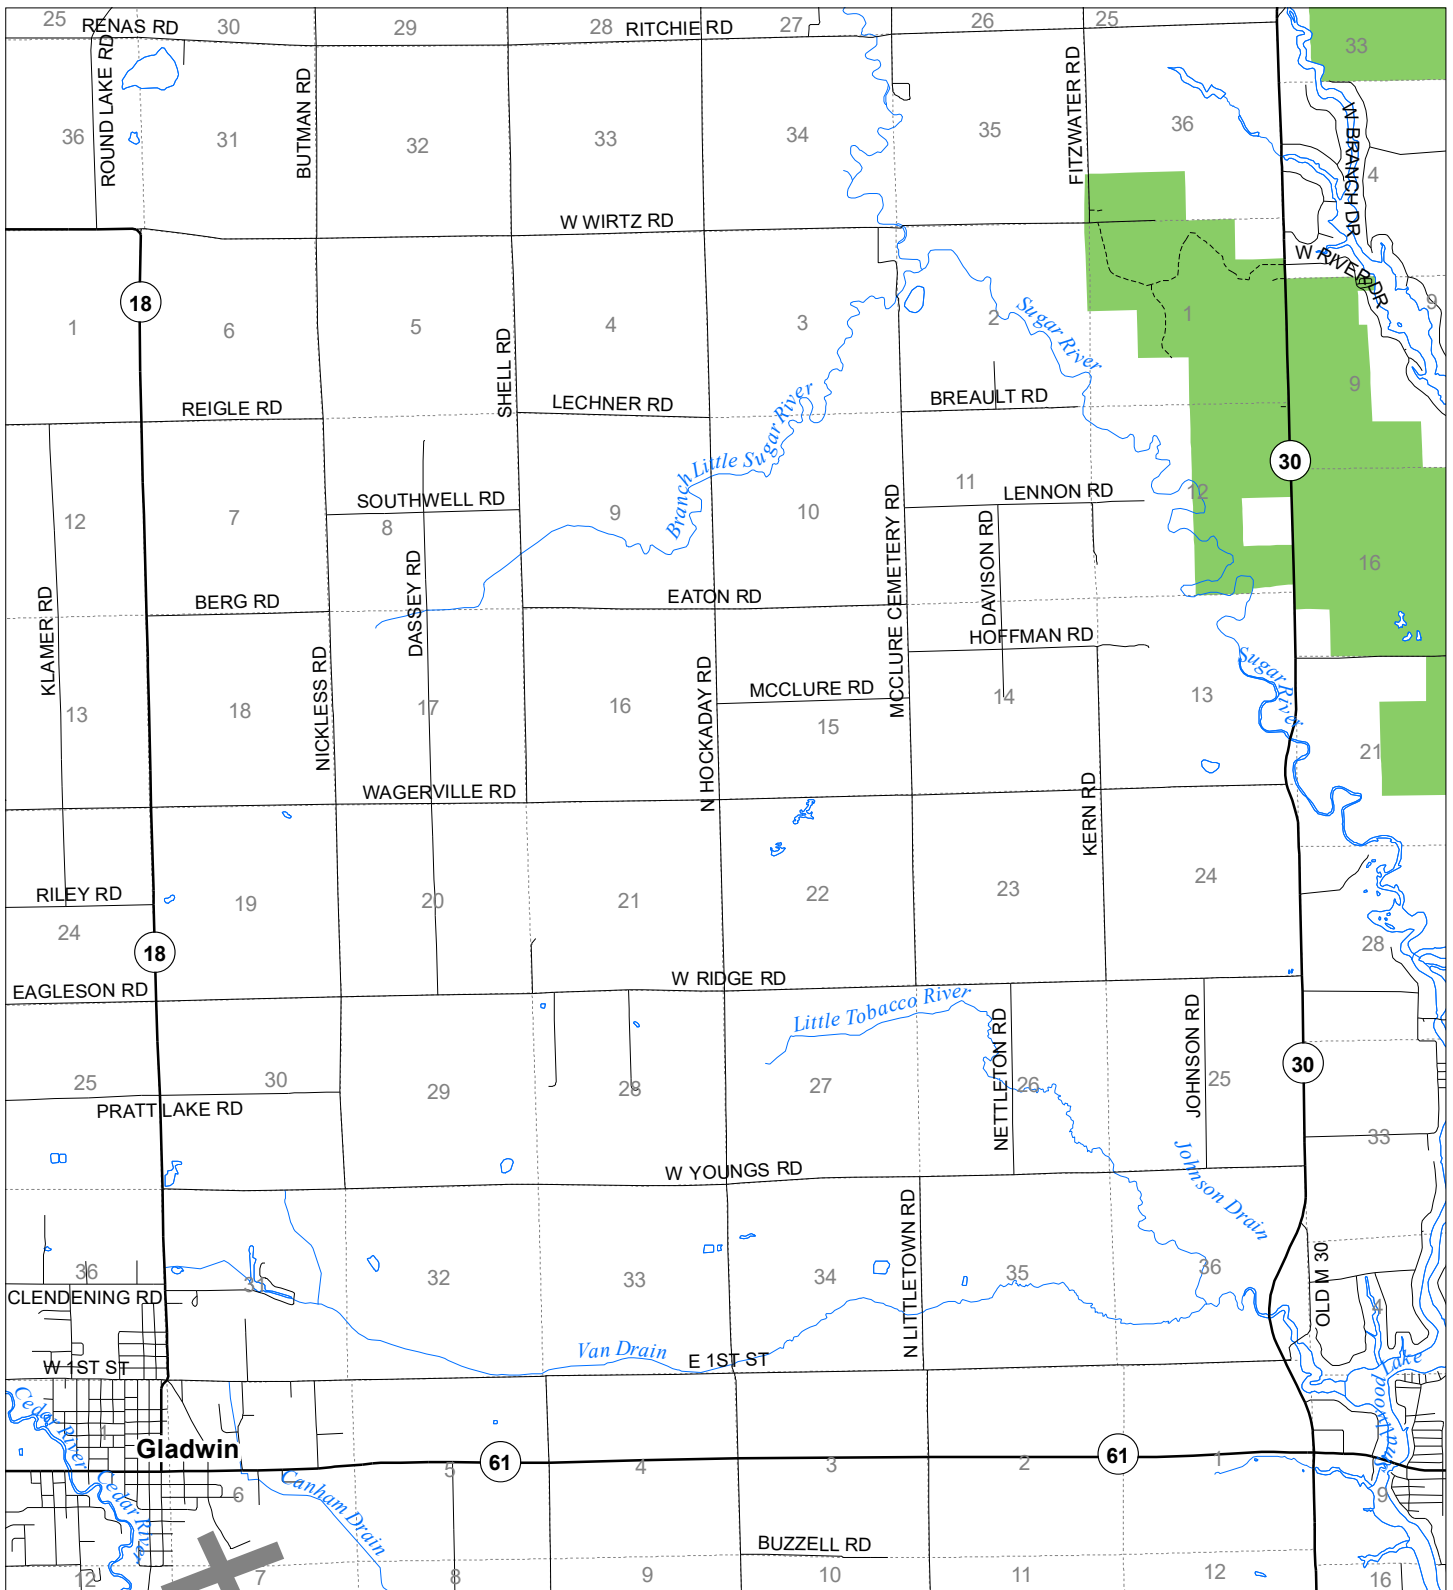 25
RENAS RD
30
29
28
RITCHIE RD
27
26
25
33
ROUND LAKE RD
BUTMAN RD
FITZWATER RD
W BRANCH DR
36
31
32
33
34
35
36
4
W WIRTZ RD
W RIVER DR
18
1
6
5
4
3
2
Sugar River
1
9
SHELL RD
REIGLE RD
LECHNER RD
BREAULT RD
9
Branch Little Sugar River
30
SOUTHWELL RD
11
LENNON RD
12
12
7
8
9
10
MCCLURE CEMETERY RD
DAVISON RD
16
KLAMER RD
BERG RD
DASSEY RD
EATON RD
HOFFMAN RD
Sugar River
NICKLESS RD
N HOCKADAY RD
MCCLURE RD
13
18
17
16
15
14
13
21
WAGERVILLE RD
KERN RD
RILEY RD
19
20
21
22
23
24
24
28
18
EAGLESON RD
W RIDGE RD
Little Tobacco River
NETTLETON RD
JOHNSON RD
30
25
30
29
28
27
26
25
PRATT LAKE RD
33
W YOUNGS RD
Johnson Drain
N LITTLETOWN RD
OLD M 30
36
31
32
33
34
35
36
4
CLENDENING RD
W 1ST ST
Van Drain
E 1ST ST
Lake
Cedar River
1
Gladwin
61
61
5
4
3
2
1
Cedar River
6
Canham Drain
9
BUZZELL RD
12
7
8
9
10
11
12
16